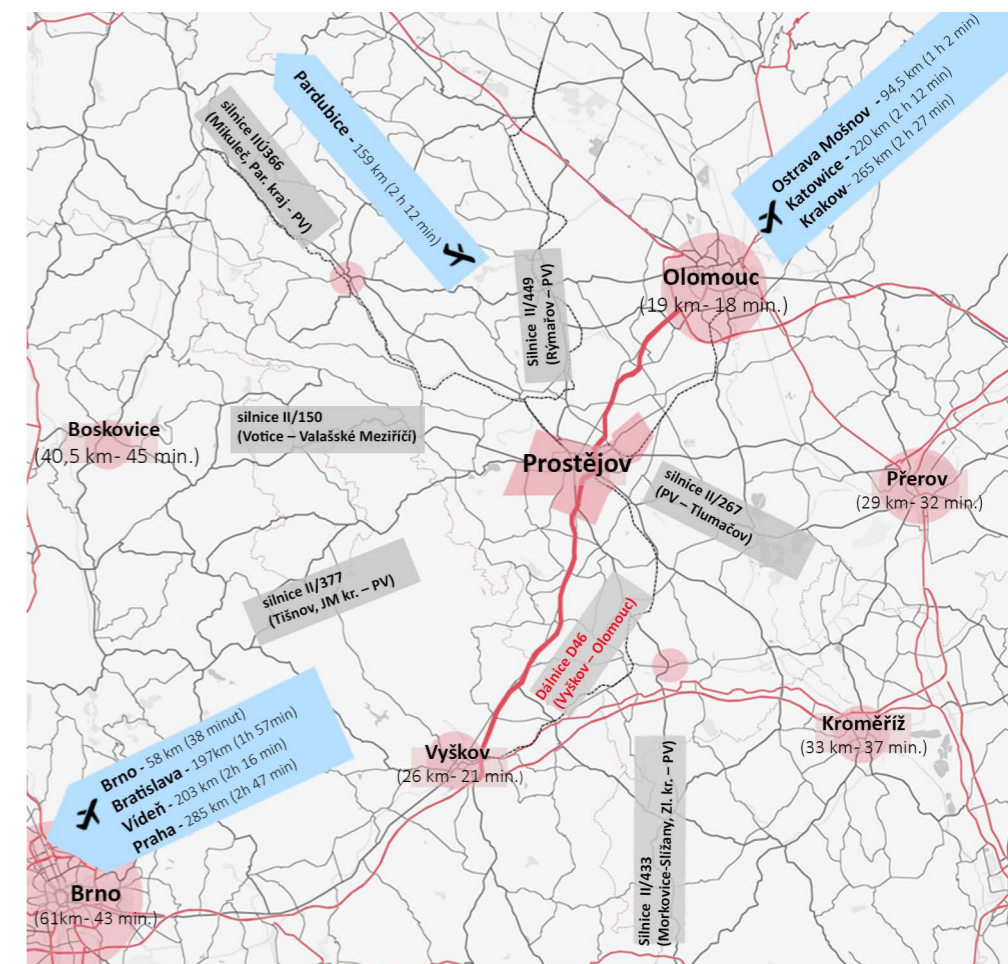 Pardubice - 159 km (2 h 12 min)
silnice IIÚ366
(Mikuleč, Par. kraj - PV)
Ostrava Mošnov - 94,5 km (1 h 2 min)
Katowice - 220 km (2 h 12 min)
Krakow- 265 km (2 h 27 min)
Olomouc
(19 km- 18 min.)
Silnice II/449
(Rýmařov – PV)
silnice II/150
(Votice – Valašské Meziříčí)
Boskovice
(40,5 km- 45 min.)
Prostějov
silnice II/267
(PV – Tlumačov)
Přerov
(29 km- 32 min.)
silnice II/377
(Tišnov, JM kr. – PV)
Dálnice D46
(Vyškov – Olomouc)
Brno - 58 km (38 minut)
Bratislava - 197km (1h 57min)
Vídeň - 203 km (2h 16 min)
Praha - 285 km (2h 47 min)
Vyškov
(26 km- 21 min.)
Kroměříž
(33 km- 37 min.)
Silnice II/433
(Morkovice-Slížany, Zl. kr. – PV)
Brno
(61km- 43 min.)